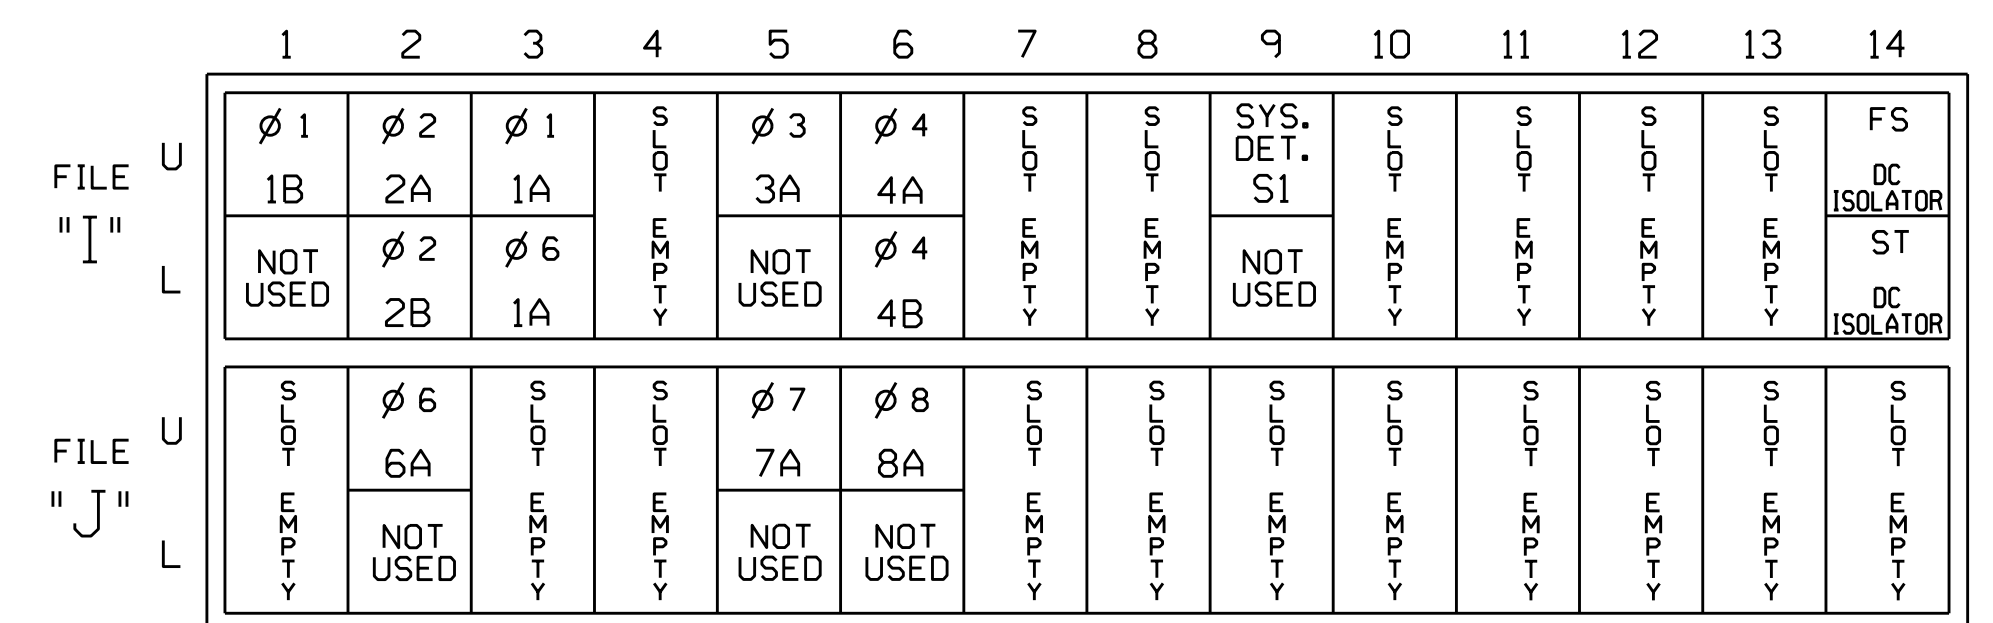 1 2 3 4 5 6 7 8 9 10 11 12 13 14
FILE "I"
U
L
Ø 1
1B
NOT
USED
Ø 2
2A
Ø 2
2B
Ø 1
1A
Ø 6
1A
SLOT EMPTY
Ø 3
3A
NOT
USED
Ø 4
4A
Ø 4
4B
SLOT EMPTY
SLOT EMPTY
SYS.
DET.
S1
NOT
USED
SLOT EMPTY
SLOT EMPTY
SLOT EMPTY
SLOT EMPTY
FS
DC
ISOLATOR
ST
DC
ISOLATOR
FILE "J"
U
L
SLOT EMPTY
Ø 6
6A
NOT
USED
SLOT EMPTY
SLOT EMPTY
Ø 7
7A
NOT
USED
Ø 8
8A
NOT
USED
SLOT EMPTY
SLOT EMPTY
SLOT EMPTY
SLOT EMPTY
SLOT EMPTY
SLOT EMPTY
SLOT EMPTY
SLOT EMPTY